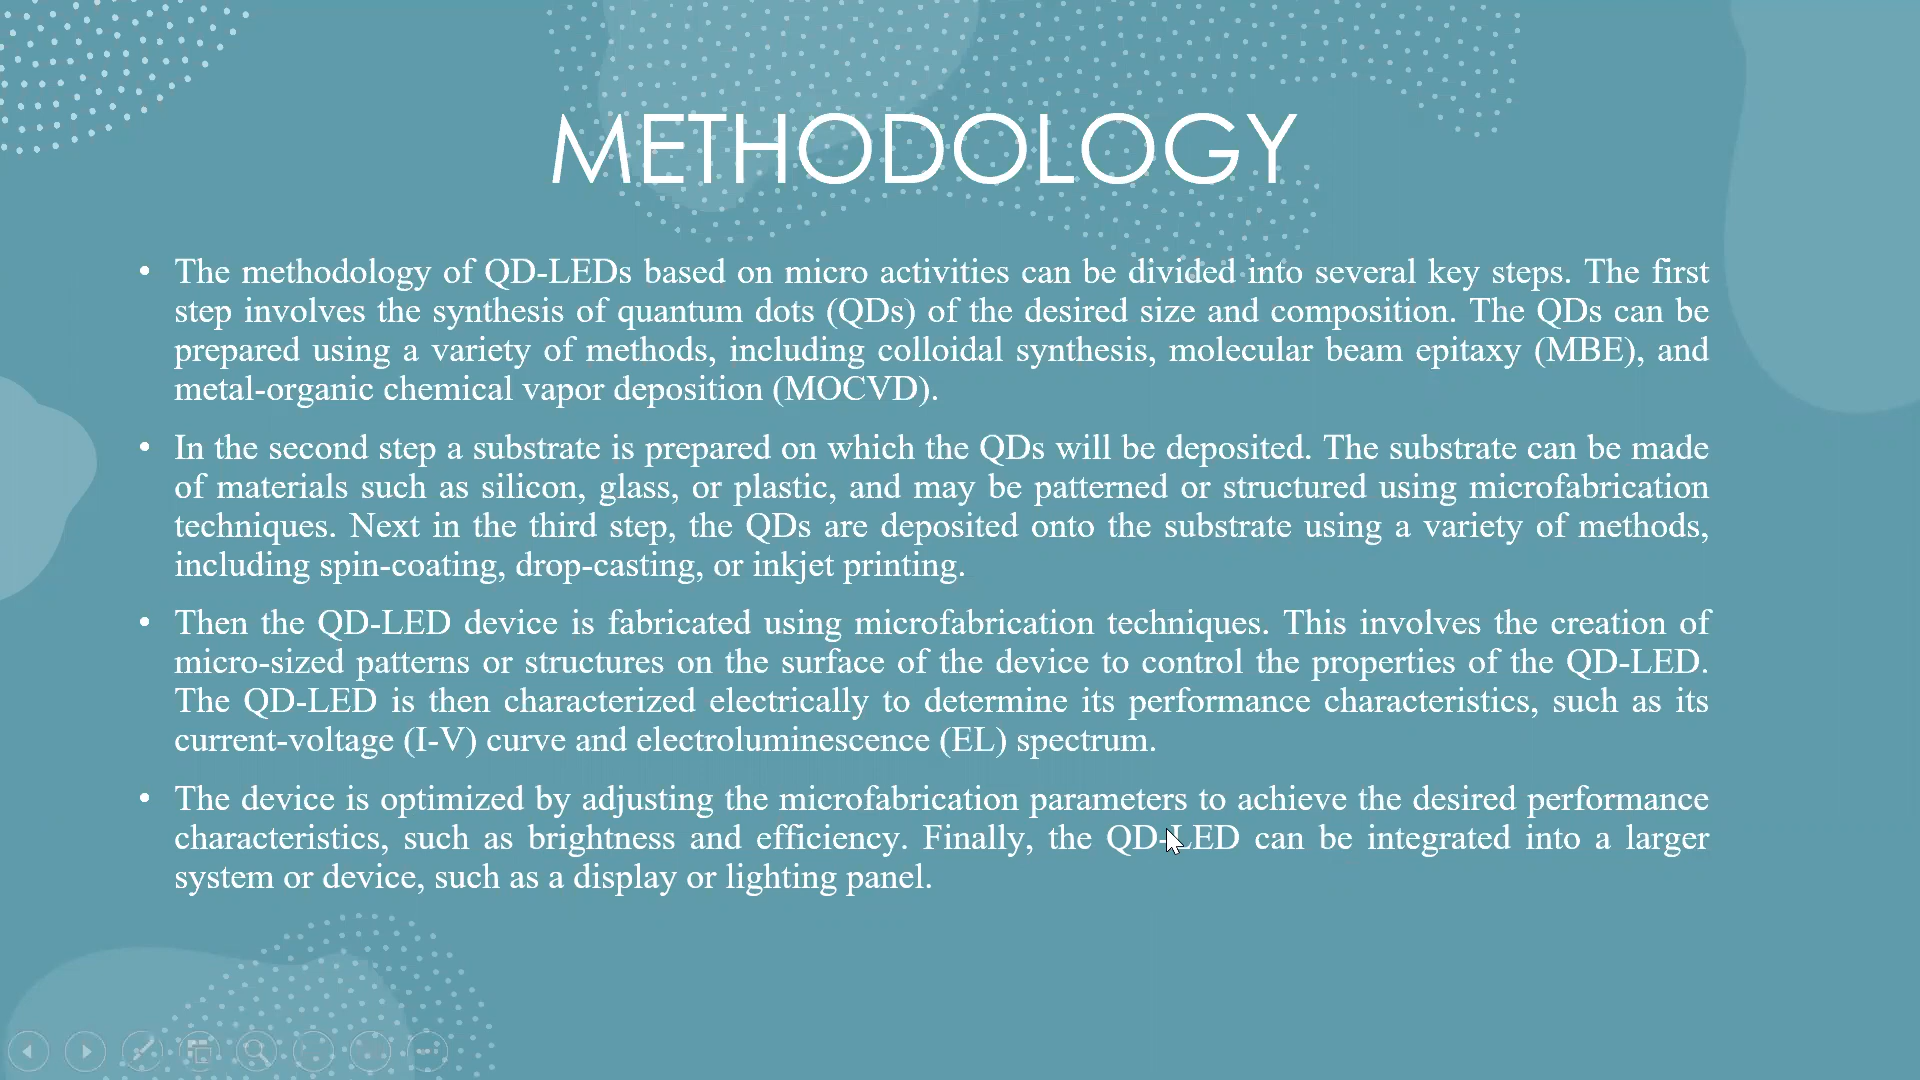 METHODOLOGY
• The methodology of QD-LEDs based on micro activities can be divided into several key steps. The first
step involves the synthesis of quantum dots (QDs) of the desired size and composition. The QDs can be
prepared using a variety of methods, including colloidal synthesis, molecular beam epitaxy (MBE), and
metal-organic chemical vapor deposition (MOCVD).
• In the second step a substrate is prepared on which the QDs will be deposited. The substrate can be made
of materials such as silicon, glass, or plastic, and may be patterned or structured using microfabrication
techniques. Next in the third step, the QDs are deposited onto the substrate using a variety of methods,
including spin-coating, drop-casting, or inkjet printing.
• Then the QD-LED device is fabricated using microfabrication techniques. This involves the creation of
micro-sized patterns or structures on the surface of the device to control the properties of the QD-LED.
The QD-LED is then characterized electrically to determine its performance characteristics, such as its
current-voltage (I-V) curve and electroluminescence (EL) spectrum.
• The device is optimized by adjusting the microfabrication parameters to achieve the desired performance
characteristics, such as brightness and efficiency. Finally, the QD-LED can be integrated into a larger
system or device, such as a display or lighting panel.